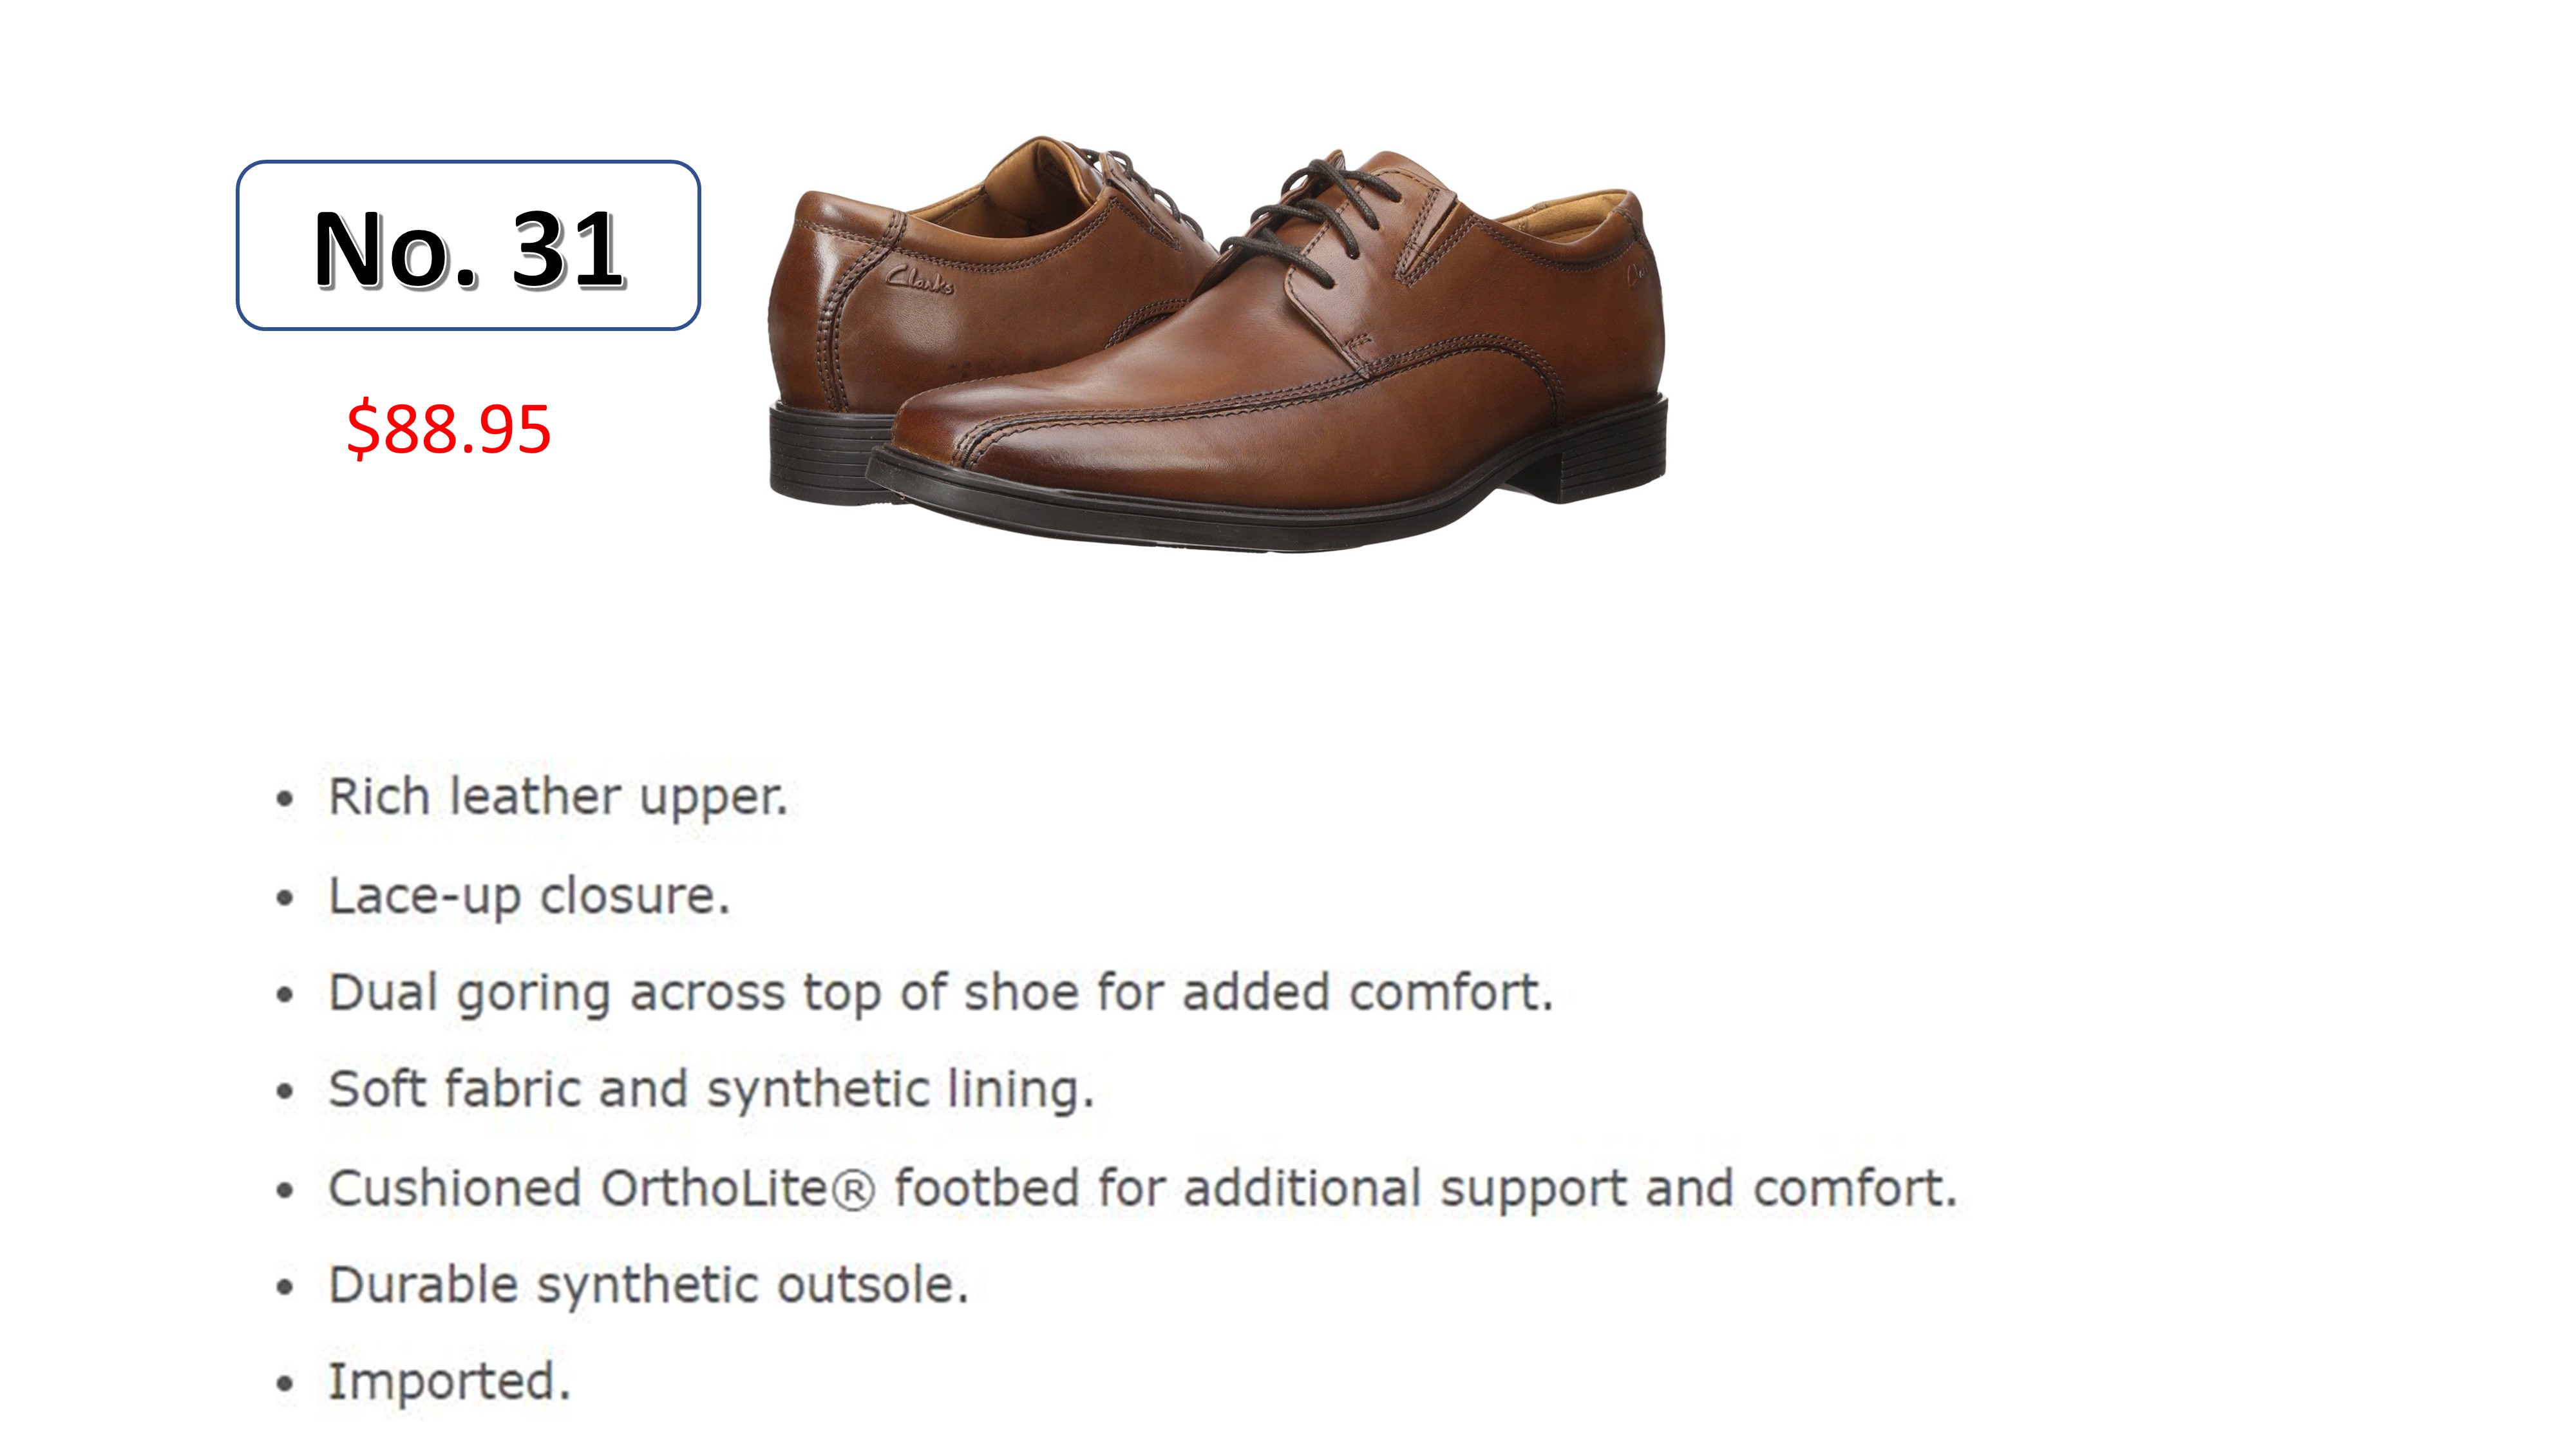 No. 31
Clarks
$88.95
• Rich leather upper.
• Lace-up closure.
• Dual goring across top of shoe for added comfort.
• Soft fabric and synthetic lining.
• Cushioned OrthoLite® footbed for additional support and comfort.
• Durable synthetic outsole.
• Imported.